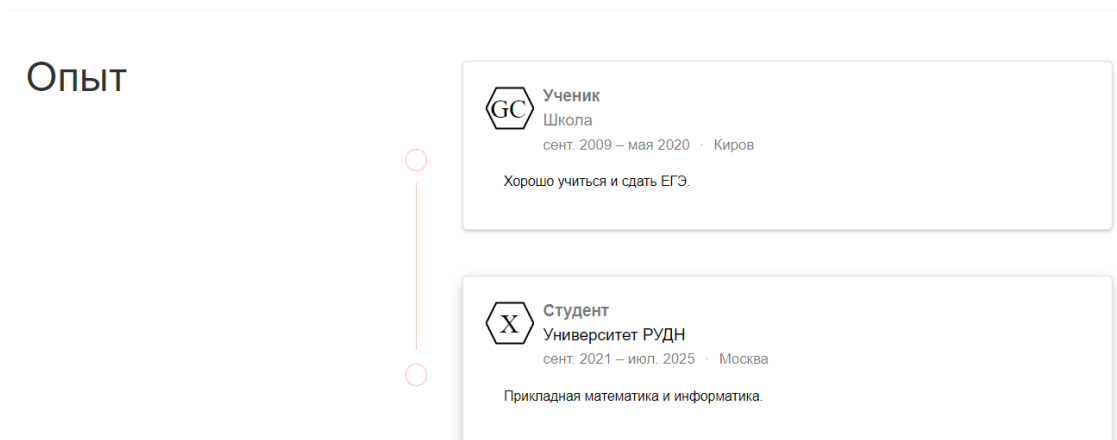 Опыт
GC
Ученик
Школа
сент. 2009 – мая 2020 · Киров
Хорошо учиться и сдать ЕГЭ.
X
Студент
Университет РУДН
сент. 2021 – июл. 2025 · Москва
Прикладная математика и информатика.